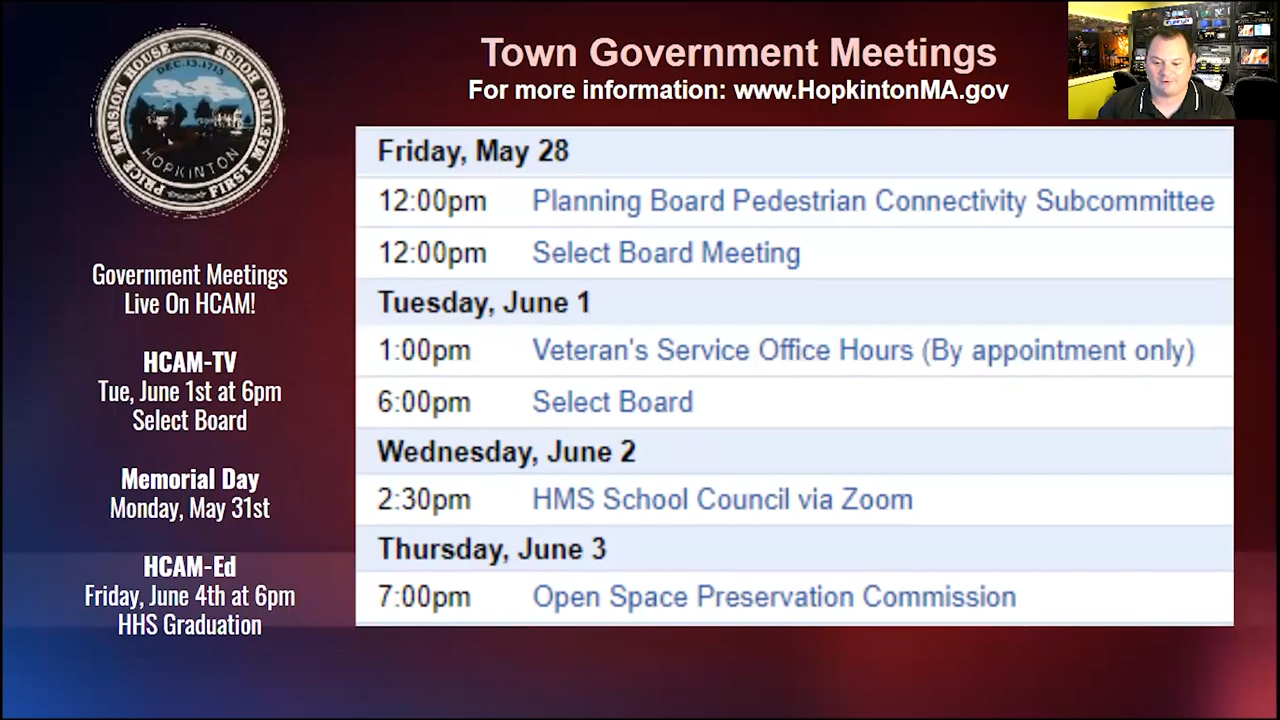 PRICE MANSION HOUSE
FIRST MEETING HOUSE
DEC.13.1715
HOPKINTON
Town Government Meetings
For more information: www.HopkintonMA.gov
Government Meetings
Live On HCAM!
HCAM-TV
Tue, June 1st at 6pm
Select Board
Memorial Day
Monday, May 31st
HCAM-Ed
Friday, June 4th at 6pm
HHS Graduation
Friday, May 28
12:00pm Planning Board Pedestrian Connectivity Subcommittee
12:00pm Select Board Meeting
Tuesday, June 1
1:00pm Veteran's Service Office Hours (By appointment only)
6:00pm Select Board
Wednesday, June 2
2:30pm HMS School Council via Zoom
Thursday, June 3
7:00pm Open Space Preservation Commission